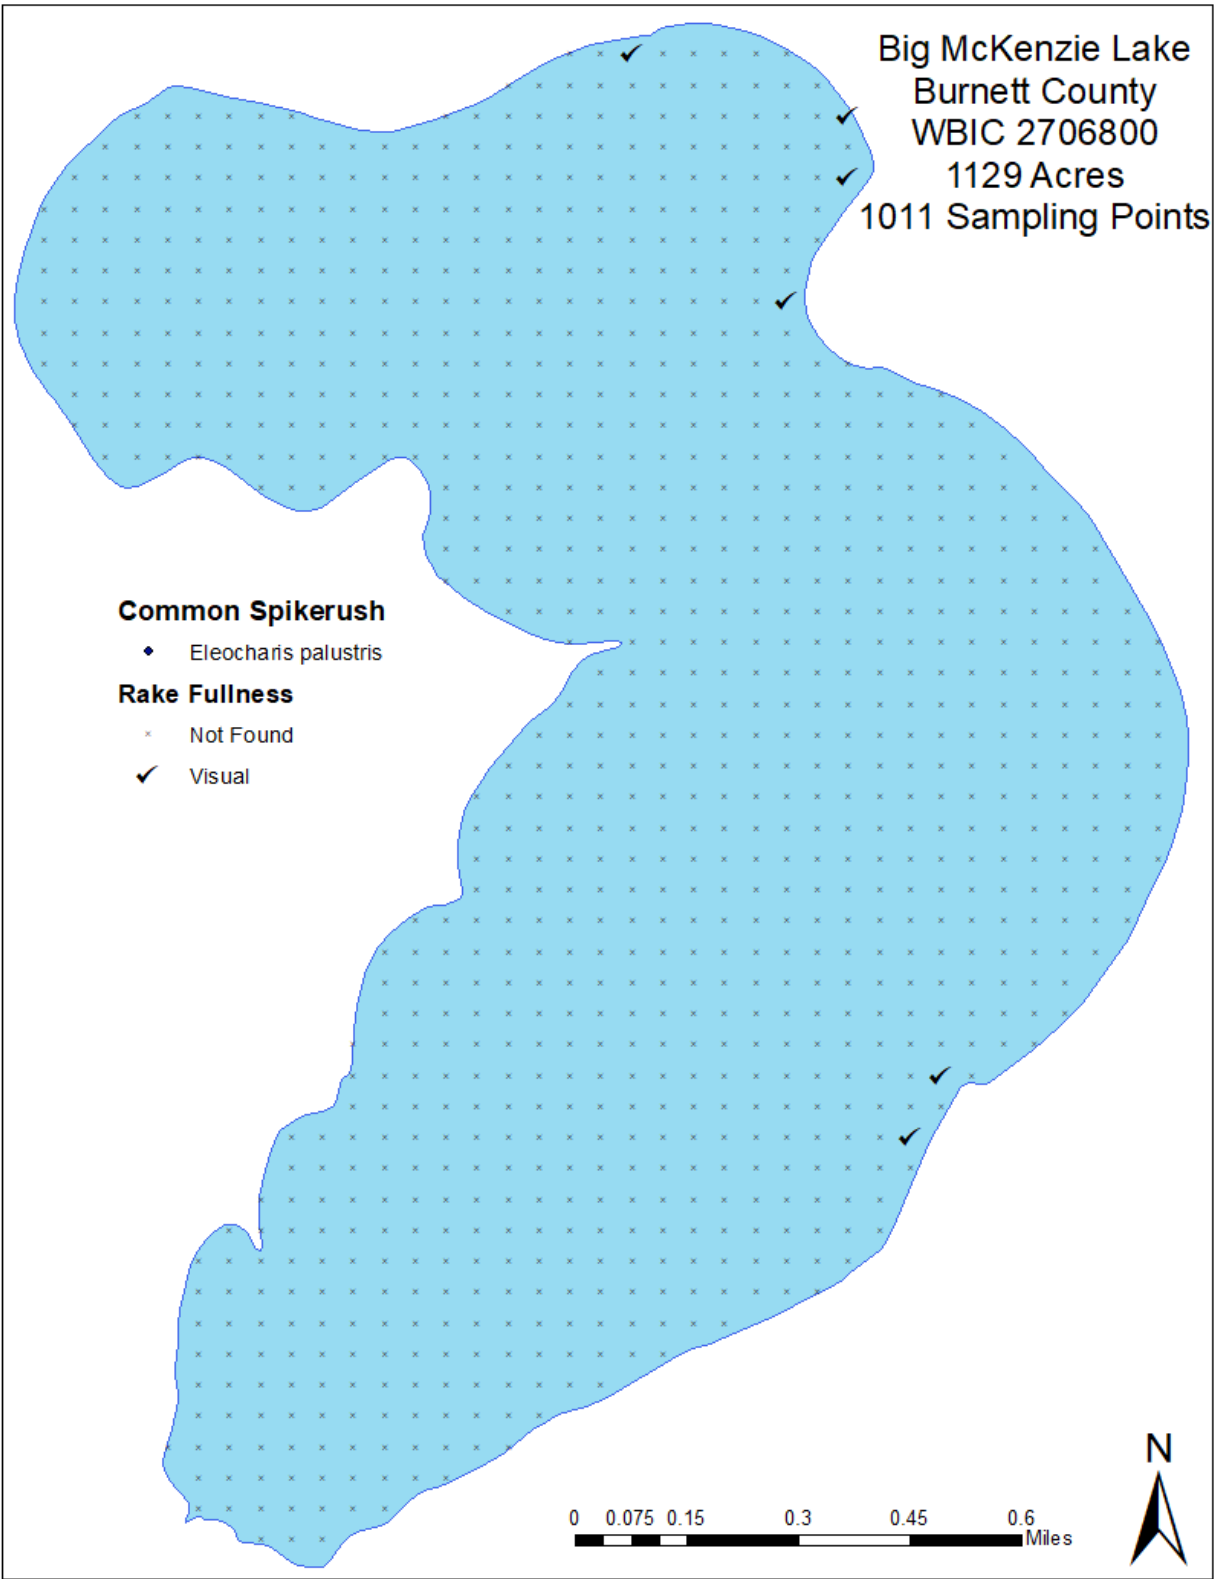 Big McKenzie Lake
Burnett County
WBIC 2706800
1129 Acres
1011 Sampling Points
Common Spikerush
Eleocharis palustris
Rake Fullness
Not Found
Visual
N
0 0.075 0.15 0.3 0.45 0.6
Miles